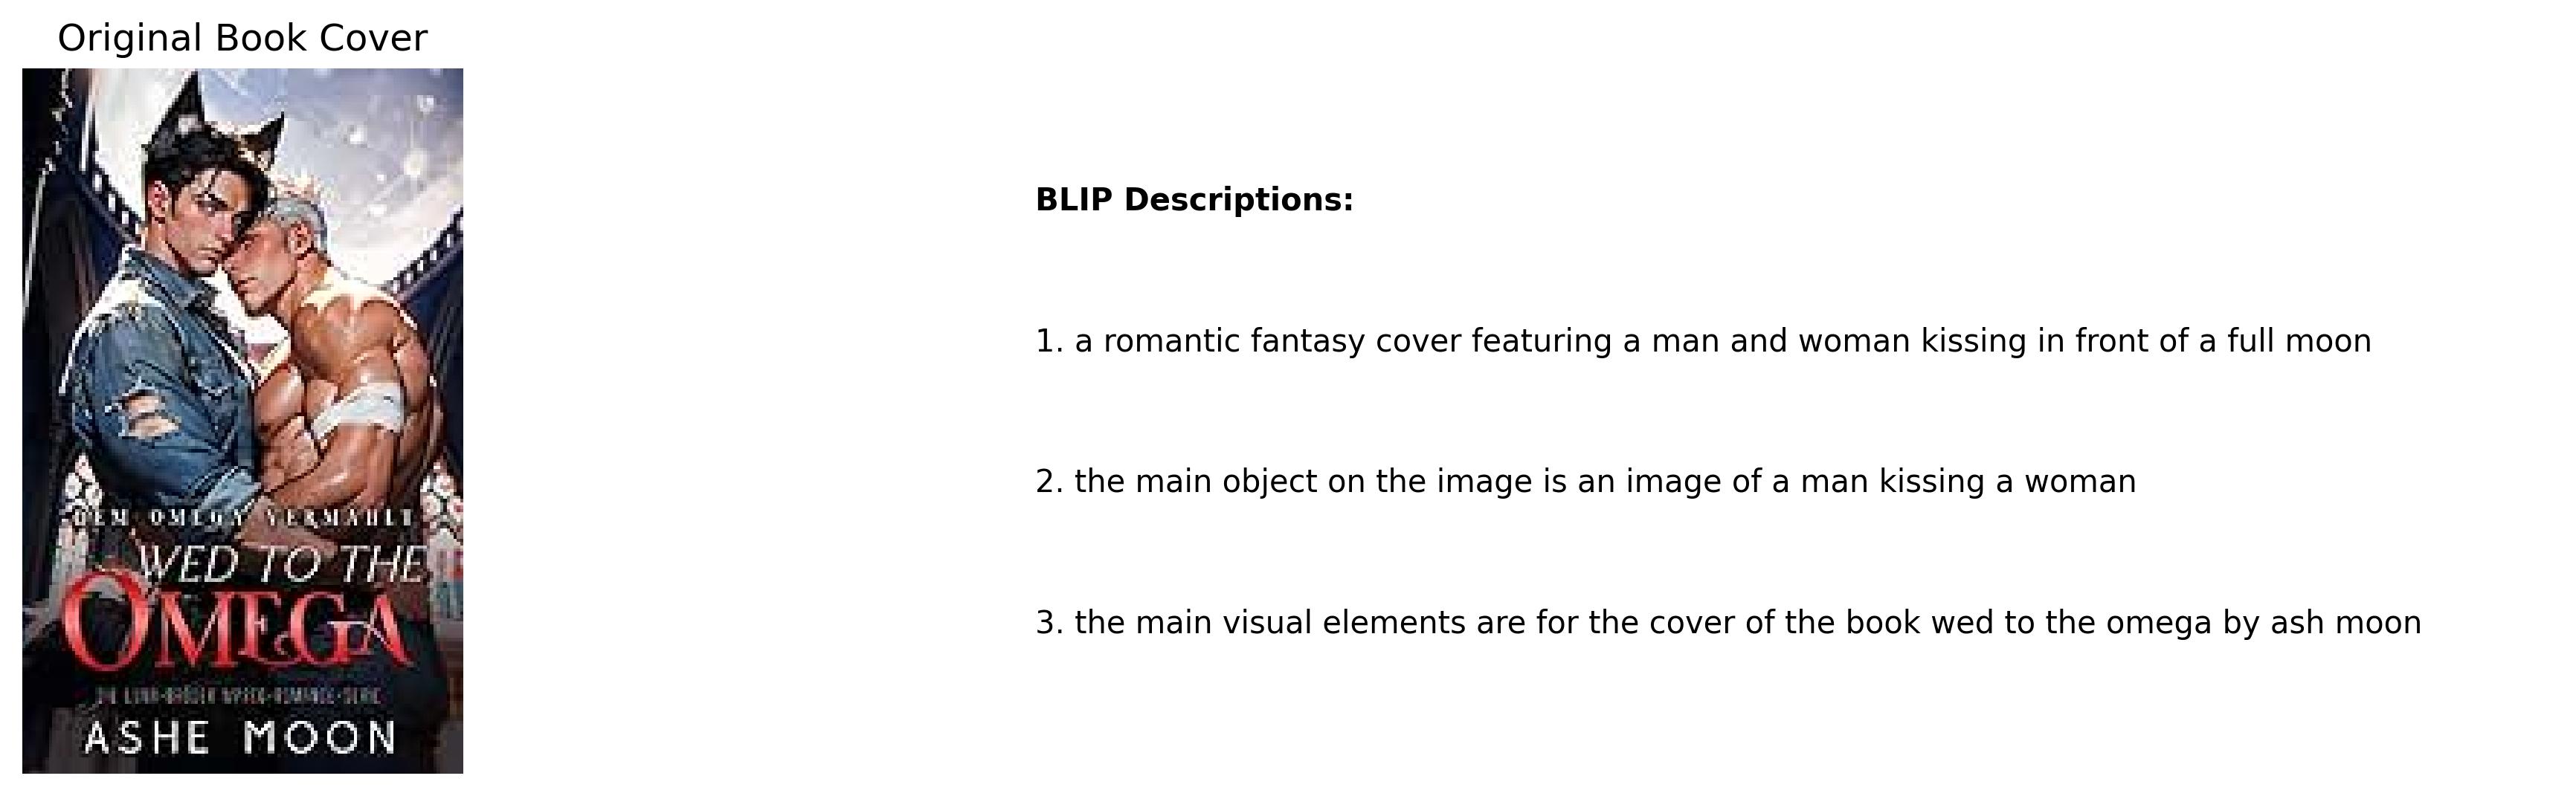 Original Book Cover
DEM OMEGA VERMÄHLT
WED TO THE
OMEGA
ASHE MOON
BLIP Descriptions:
1. a romantic fantasy cover featuring a man and woman kissing in front of a full moon
2. the main object on the image is an image of a man kissing a woman
3. the main visual elements are for the cover of the book wed to the omega by ash moon